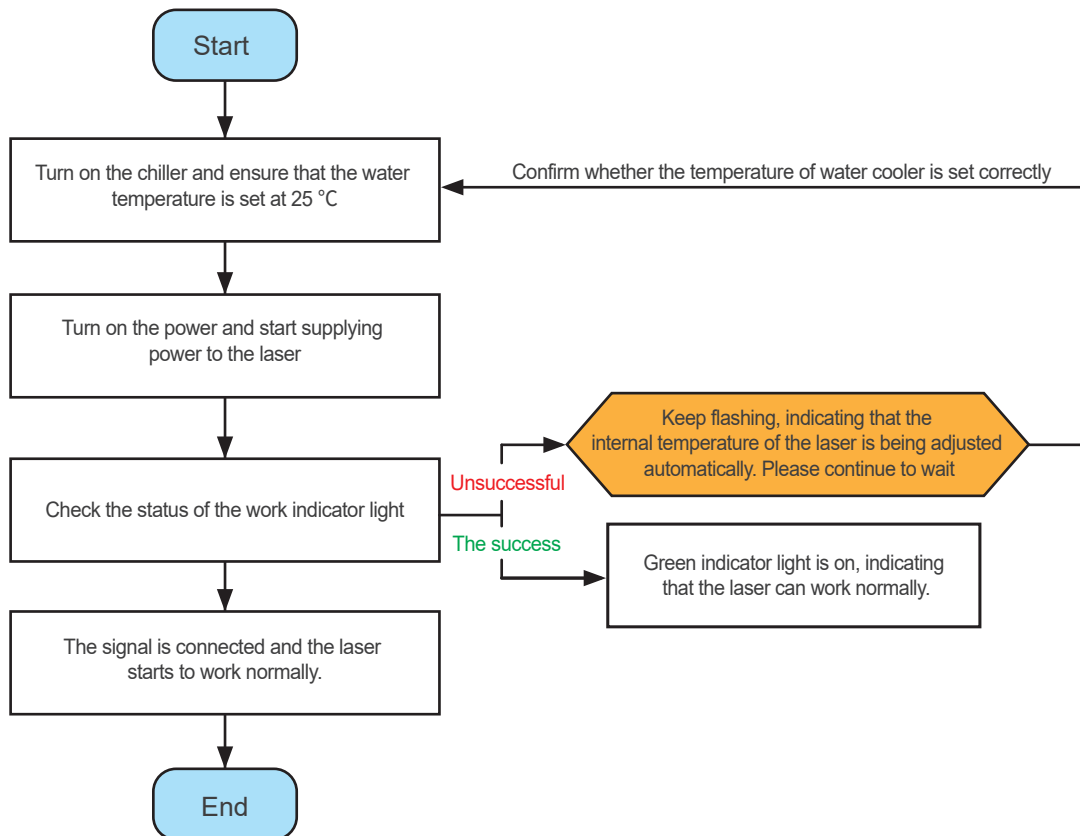 Start
Turn on the chiller and ensure that the water
temperature is set at 25 °C
Confirm whether the temperature of water cooler is set correctly
Turn on the power and start supplying
power to the laser
Keep flashing, indicating that the
internal temperature of the laser is being adjusted
automatically. Please continue to wait
Unsuccessful
Check the status of the work indicator light
The success
Green indicator light is on, indicating
that the laser can work normally.
The signal is connected and the laser
starts to work normally.
End